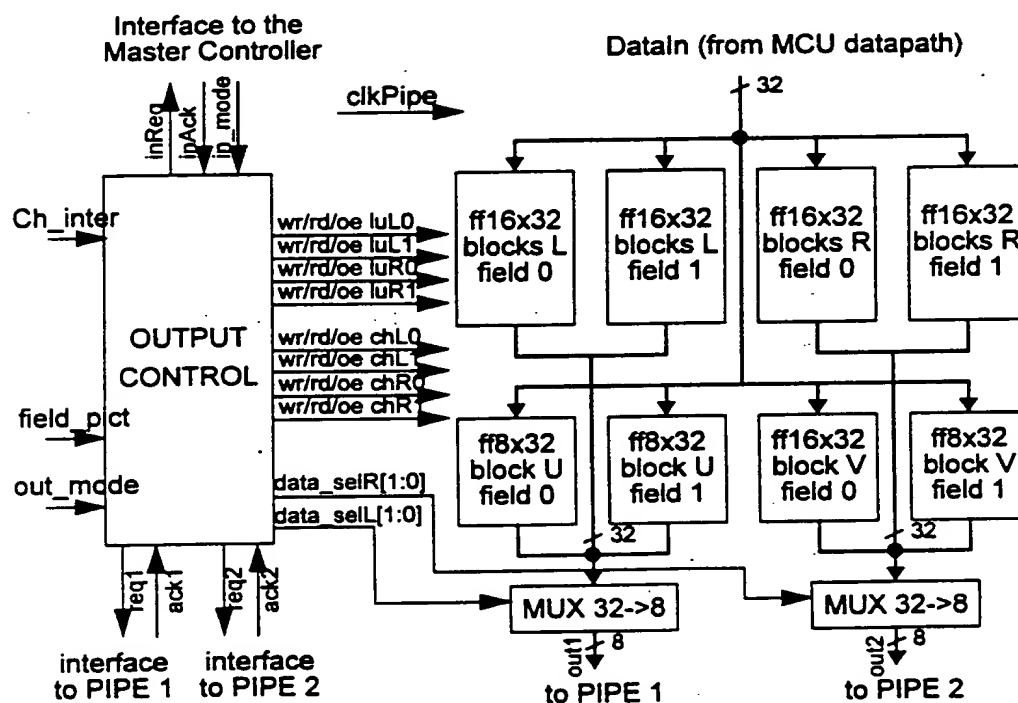 Interface to the
Master Controller
DataIn (from MCU datapath)
inReq
ipAck
ip_mode
clkPipe
32
Ch_inter
field_pict
out_mode
OUTPUT
CONTROL
wr/rd/oe luL0
wr/rd/oe luL1
wr/rd/oe luR0
wr/rd/oe luR1
wr/rd/oe chL0
wr/rd/oe chL1
wr/rd/oe chR0
wr/rd/oe chR1
data_selR[1:0]
data_selL[1:0]
ff16x32
blocks L
field 0
ff16x32
blocks L
field 1
ff16x32
blocks R
field 0
ff16x32
blocks R
field 1
ff8x32
block U
field 0
ff8x32
block U
field 1
ff16x32
block V
field 0
ff8x32
block V
field 1
32
32
MUX 32->8
MUX 32->8
req1
ack1
req2
ack2
out1
8
out2
8
interface
to PIPE 1
interface
to PIPE 2
to PIPE 1
to PIPE 2